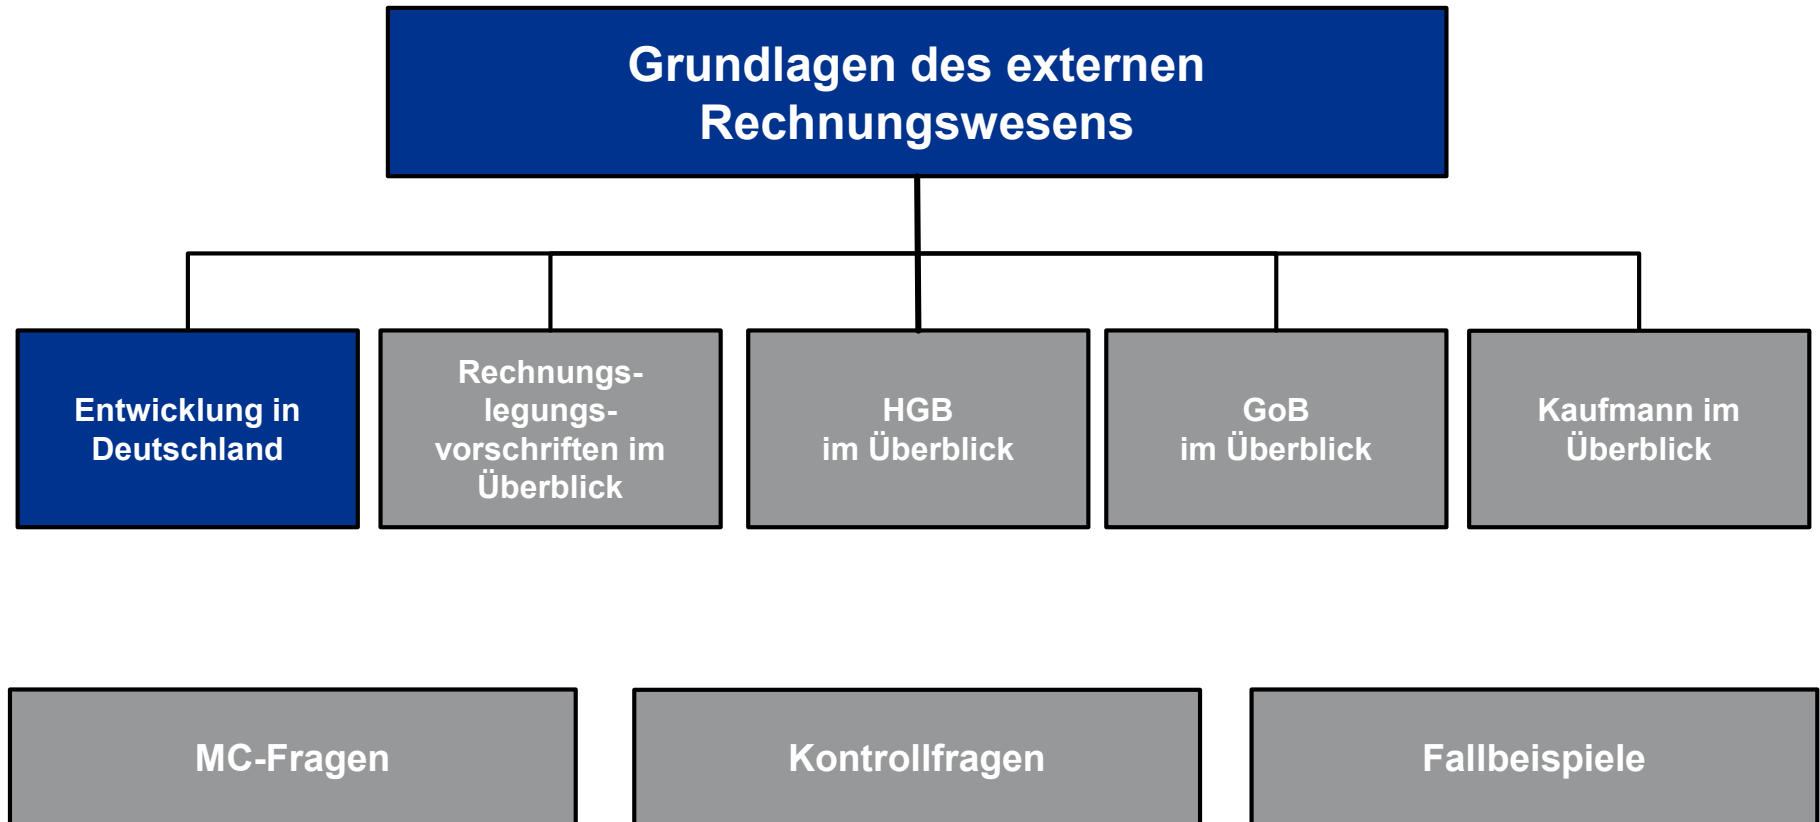 Grundlagen des externen
Rechnungswesens
Entwicklung in
Deutschland
Rechnungs-
legungs-
vorschriften im
Überblick
HGB
im Überblick
GoB
im Überblick
Kaufmann im
Überblick
MC-Fragen
Kontrollfragen
Fallbeispiele